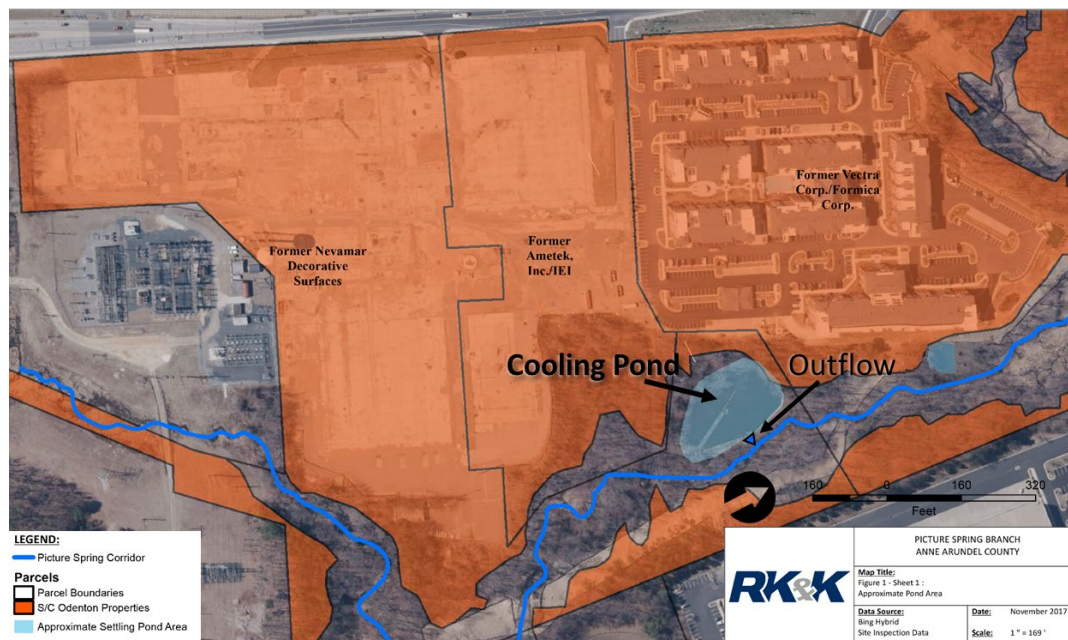 Former Vectra
Corp./Formica
Corp.
Former Nevamar
Decorative
Surfaces
Former
Ametek,
Inc./IEI
Cooling Pond
Outflow
160 0 160 320
Feet
LEGEND:
Picture Spring Corridor
Parcels
Parcel Boundaries
S/C Odenton Properties
Approximate Settling Pond Area
RK&K
PICTURE SPRING BRANCH
ANNE ARUNDEL COUNTY
Map Title:
Figure 1 - Sheet 1 :
Approximate Pond Area
Data Source:
Bing Hybrid
Site Inspection Data
Date: November 2017
Scale: 1 " = 169 '